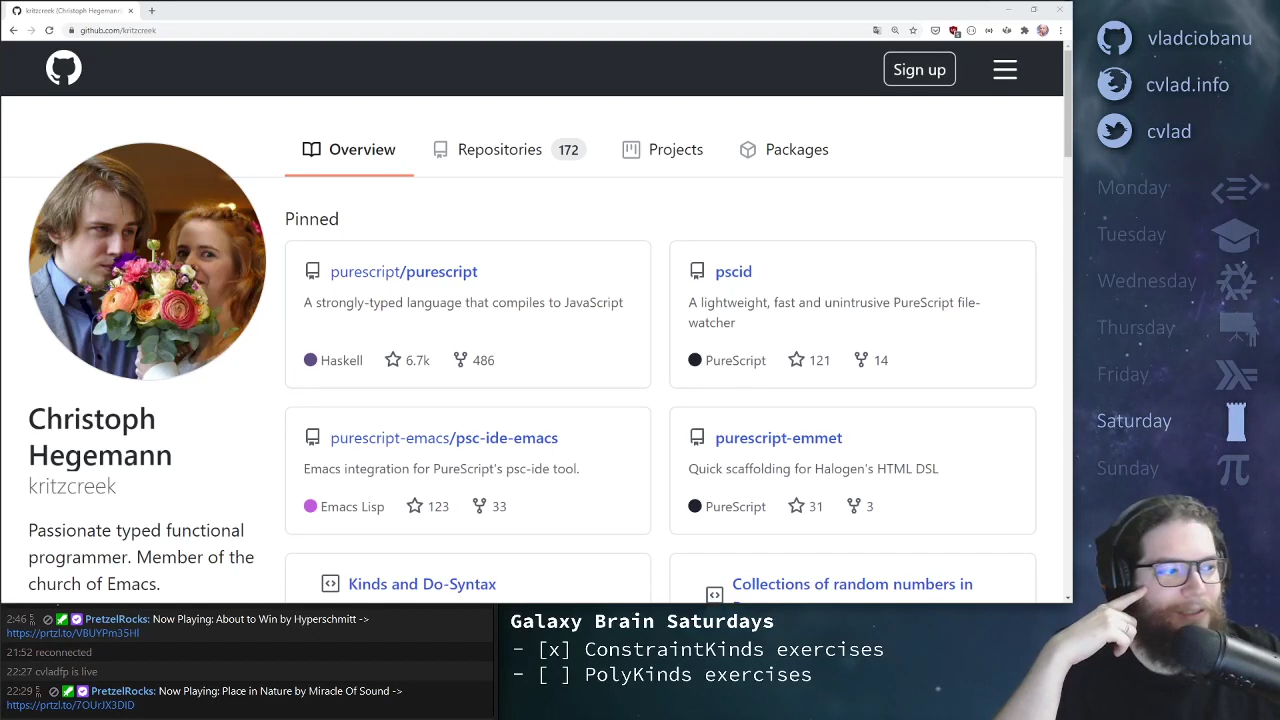 kritzcreek (Christoph Hegemann)
github.com/kritzcreek
Sign up
Overview
Repositories 172
Projects
Packages
Pinned
purescript/purescript
A strongly-typed language that compiles to JavaScript
Haskell 6.7k 486
pscid
A lightweight, fast and unintrusive PureScript file-
watcher
PureScript 121 14
purescript-emacs/psc-ide-emacs
Emacs integration for PureScript's psc-ide tool.
Emacs Lisp 123 33
purescript-emmet
Quick scaffolding for Halogen's HTML DSL
PureScript 31 3
Kinds and Do-Syntax
Collections of random numbers in
Christoph
Hegemann
kritzcreek
Passionate typed functional
programmer. Member of the
church of Emacs.
vladciobanu
cvlad.info
cvlad
Monday
Tuesday
Wednesday
Thursday
Friday
Saturday
Sunday
2:46 PretzelRocks: Now Playing: About to Win by Hyperschmitt ->
https://prtzl.to/VBUYPm35Hl
21:52 reconnected
22:27 cvladfp is live
22:29 PretzelRocks: Now Playing: Place in Nature by Miracle Of Sound ->
https://prtzl.to/7OUrJX3DlD
Galaxy Brain Saturdays
- [x] ConstraintKinds exercises
- [ ] PolyKinds exercises